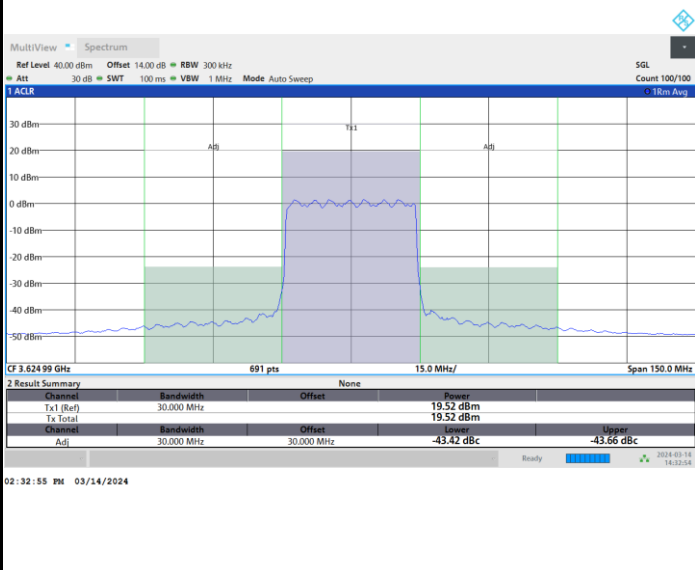 MultiView Spectrum
Ref Level 40.00 dBm Offset 14.00 dB RBW 300 kHz SGL
Att 30 dB SWT 100 ms VBW 1 MHz Mode Auto Sweep Count 100/100
1 ACLR 1Rm Avg
Tx1
Adj Adj
30 dBm
20 dBm
10 dBm
0 dBm
-10 dBm
-20 dBm
-30 dBm
-40 dBm
-50 dBm
CF 3.624 99 GHz 691 pts 15.0 MHz/ Span 150.0 MHz
2 Result Summary None
Channel Bandwidth Offset Power
Tx1 (Ref) 30.000 MHz 19.52 dBm
Tx Total 19.52 dBm
Channel Bandwidth Offset Lower Upper
Adj 30.000 MHz 30.000 MHz -43.42 dBc -43.66 dBc
Ready 2024-03-14
14:32:54
02:32:55 PM 03/14/2024